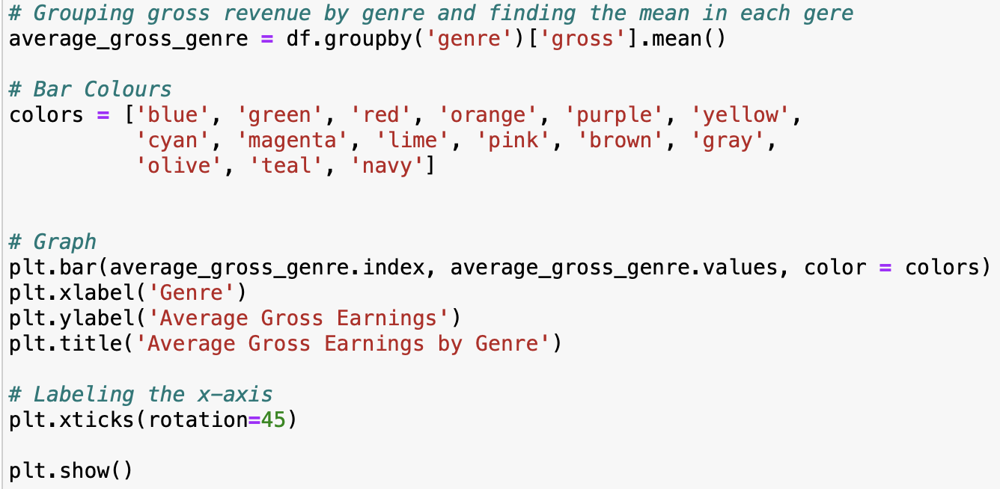 # Grouping gross revenue by genre and finding the mean in each gere
average_gross_genre = df.groupby('genre')['gross'].mean()
# Bar Colours
colors = ['blue', 'green', 'red', 'orange', 'purple', 'yellow',
'cyan', 'magenta', 'lime', 'pink', 'brown', 'gray',
'olive', 'teal', 'navy']
# Graph
plt.bar(average_gross_genre.index, average_gross_genre.values, color = colors)
plt.xlabel('Genre')
plt.ylabel('Average Gross Earnings')
plt.title('Average Gross Earnings by Genre')
# Labeling the x-axis
plt.xticks(rotation=45)
plt.show()